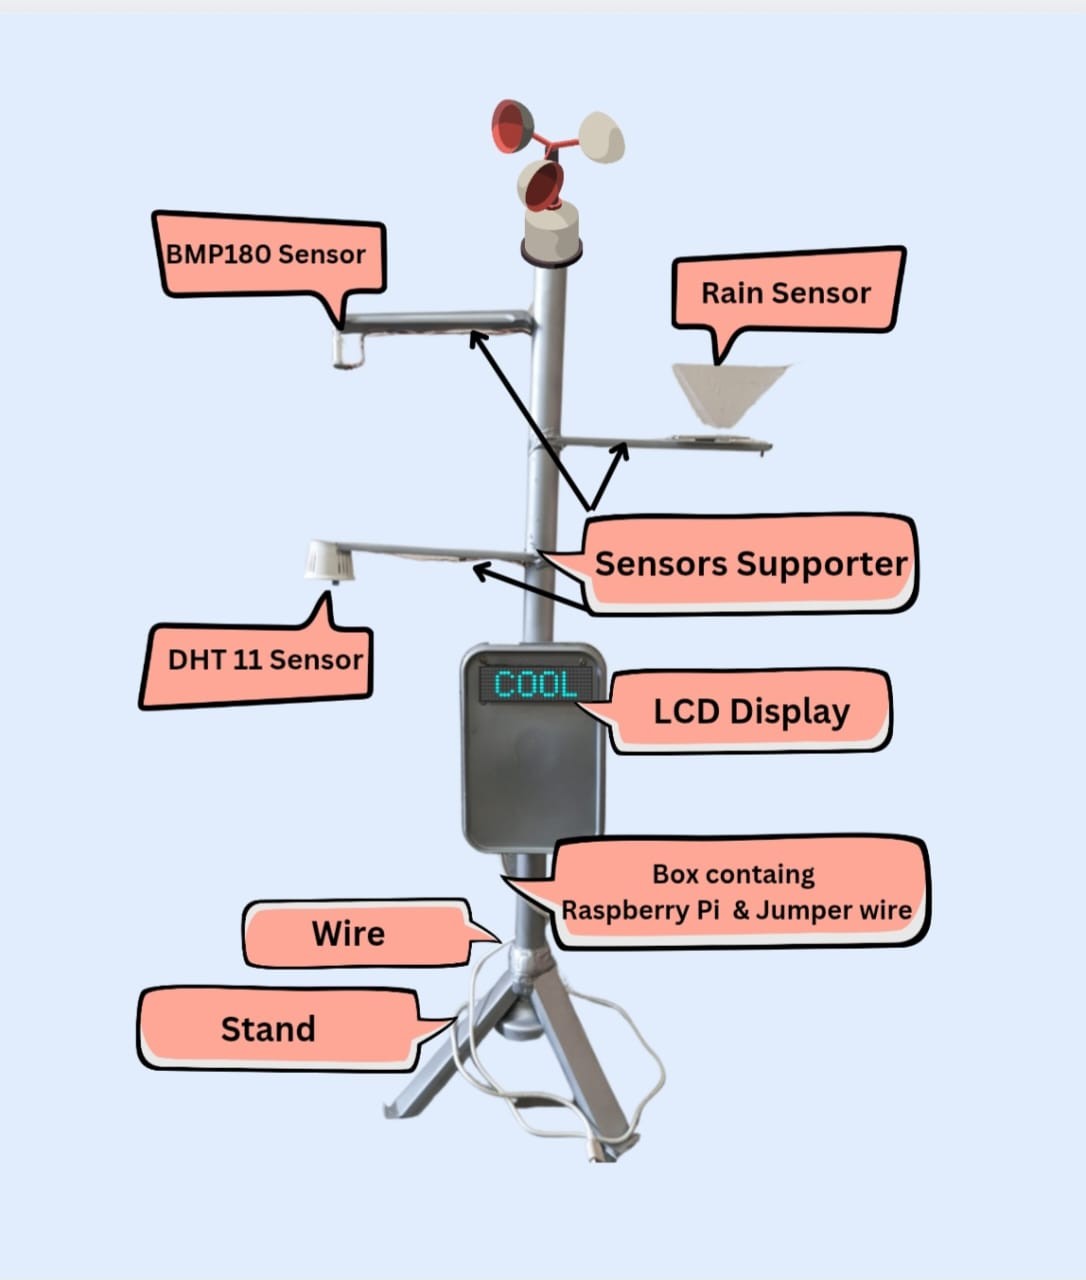 BMP180 Sensor
Rain Sensor
Sensors Supporter
DHT 11 Sensor
COOL
LCD Display
Box containg
Raspberry Pi & Jumper wire
Wire
Stand